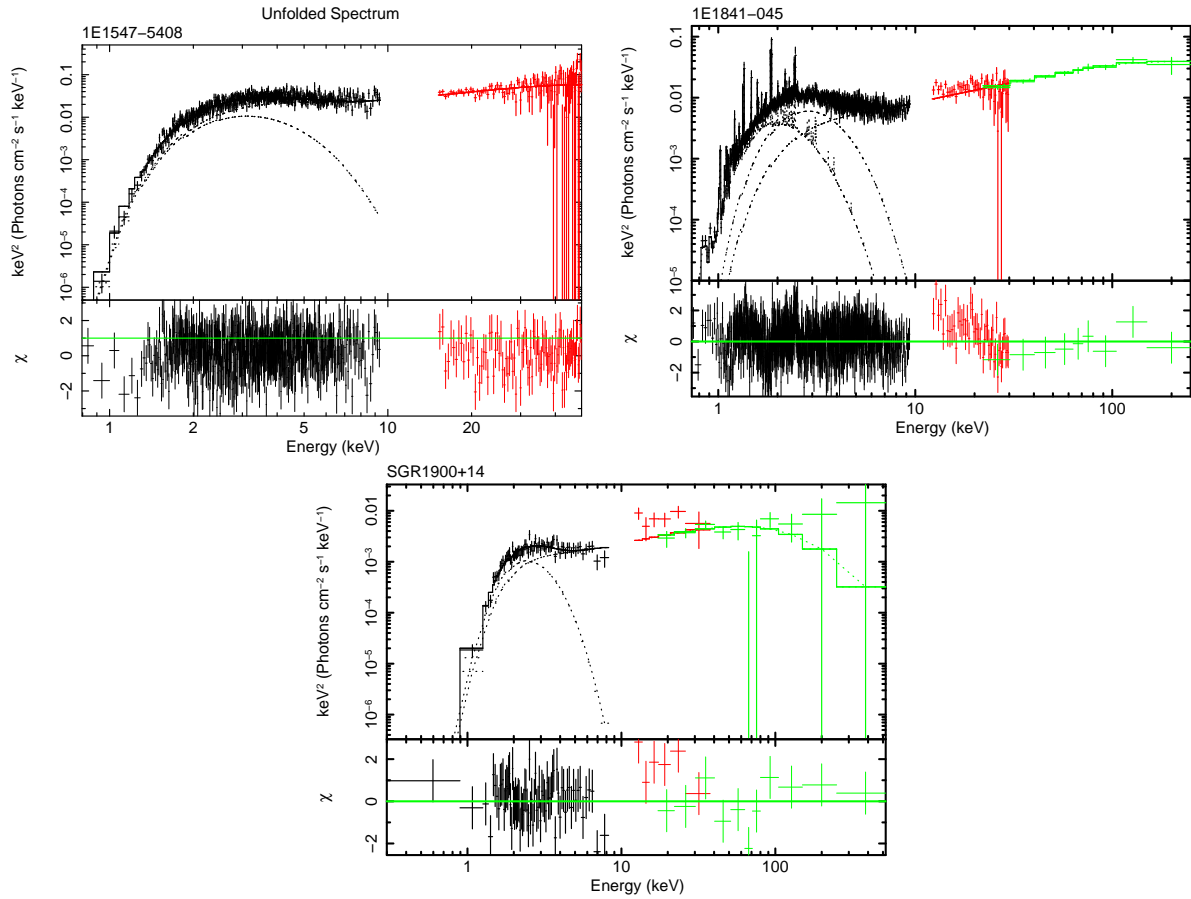 Unfolded Spectrum
1E1547−5408
keV² (Photons cm⁻² s⁻¹ keV⁻¹)
0.1
0.01
10⁻³
10⁻⁴
10⁻⁵
10⁻⁶
χ
2
0
−2
1
2
5
10
20
Energy (keV)
1E1841−045
keV² (Photons cm⁻² s⁻¹ keV⁻¹)
0.1
0.01
10⁻³
10⁻⁴
10⁻⁵
χ
2
0
−2
1
10
100
Energy (keV)
SGR1900+14
keV² (Photons cm⁻² s⁻¹ keV⁻¹)
0.01
10⁻³
10⁻⁴
10⁻⁵
10⁻⁶
χ
2
0
−2
1
10
100
Energy (keV)